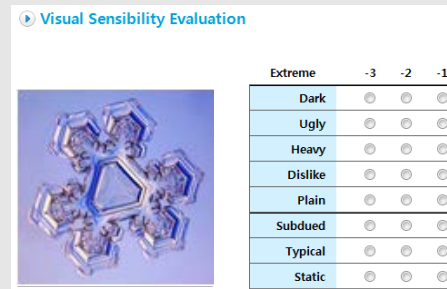 Visual Sensibility Evaluation
Extreme -3 -2 -1
Dark
Ugly
Heavy
Dislike
Plain
Subdued
Typical
Static